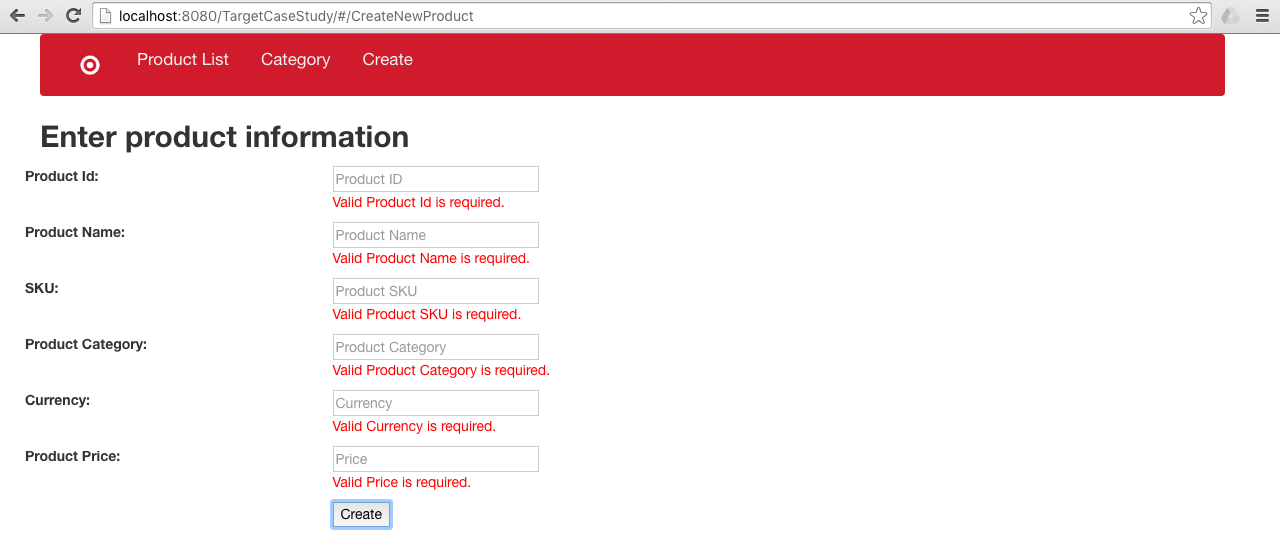 localhost:8080/TargetCaseStudy/#/CreateNewProduct
Product List Category Create
Enter product information
Product Id: Product ID
Valid Product Id is required.
Product Name: Product Name
Valid Product Name is required.
SKU: Product SKU
Valid Product SKU is required.
Product Category: Product Category
Valid Product Category is required.
Currency: Currency
Valid Currency is required.
Product Price: Price
Valid Price is required.
Create